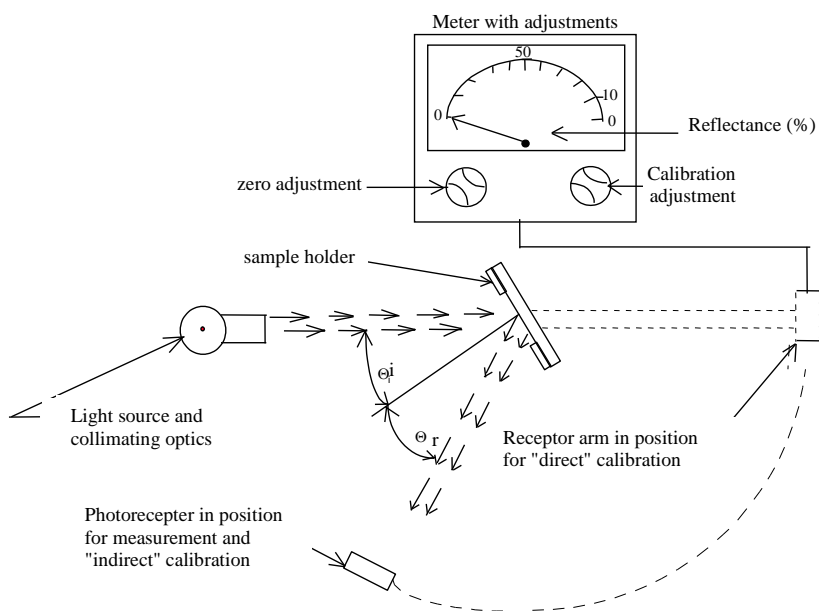 Meter with adjustments
50
10
0
0
Reflectance (%)
zero adjustment
Calibration
adjustment
sample holder
Θi
Θ r
Light source and
collimating optics
Receptor arm in position
for "direct" calibration
Photorecepter in position
for measurement and
"indirect" calibration